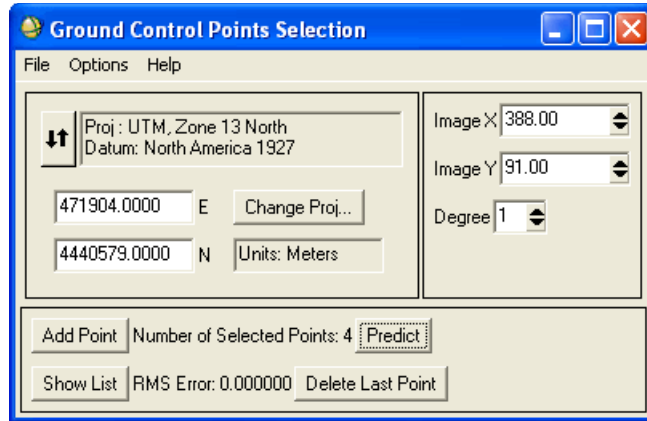 Ground Control Points Selection
File Options Help
Proj : UTM, Zone 13 North
Datum: North America 1927
471904.0000 E Change Proj...
4440579.0000 N Units: Meters
Image X 388.00
Image Y 91.00
Degree 1
Add Point Number of Selected Points: 4 Predict
Show List RMS Error: 0.000000 Delete Last Point